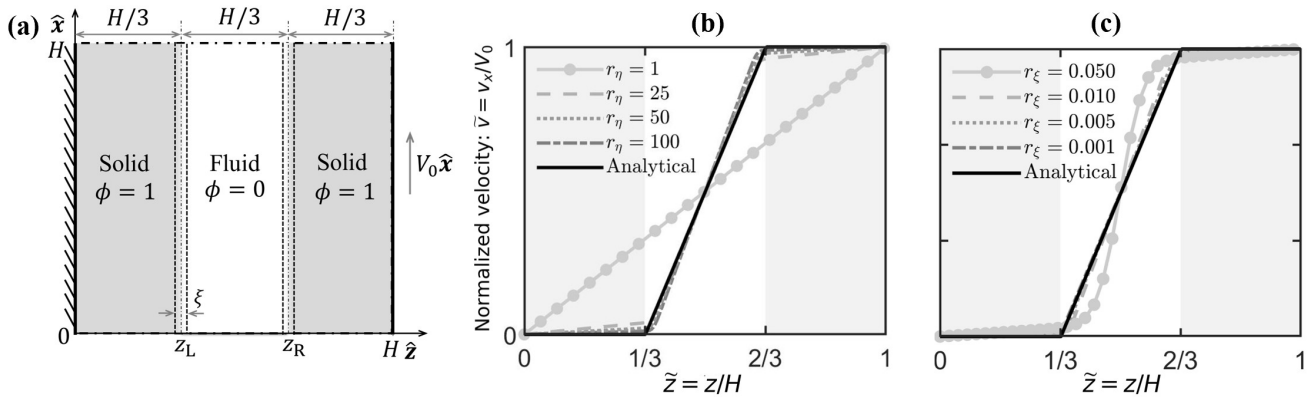 (a)
x̂
H/3
H/3
H/3
H
Solid
Fluid
Solid
ϕ = 1
ϕ = 0
ϕ = 1
V₀x̂
ξ
0
z_L
z_R
H
ẑ
(b)
Normalized velocity: ṽ = vₓ/V₀
1
0
r_η = 1
r_η = 25
r_η = 50
r_η = 100
Analytical
0
1/3
2/3
1
z̃ = z/H
(c)
r_ξ = 0.050
r_ξ = 0.010
r_ξ = 0.005
r_ξ = 0.001
Analytical
0
1/3
2/3
1
z̃ = z/H